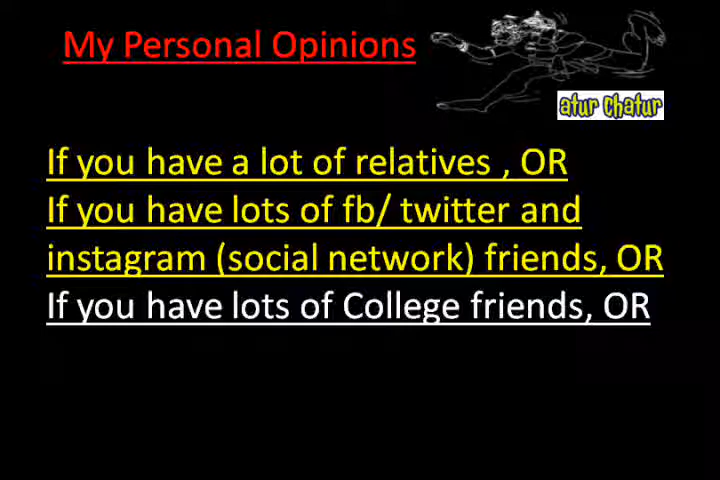 My Personal Opinions
atur chatur
If you have a lot of relatives , OR
If you have lots of fb/ twitter and
instagram (social network) friends, OR
If you have lots of College friends, OR